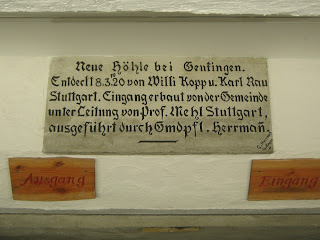 Neue Höhle bei Genkingen.
Entdeckt 8.3.20 von Willi Kopp u. Karl Rau
Stuttgart. Eingang erbaut von der Gemeinde
unter Leitung von Prof. Mehl Stuttgart,
ausgeführt durch Gmdpfl. Herrmañ.
Ausgang
Eingang